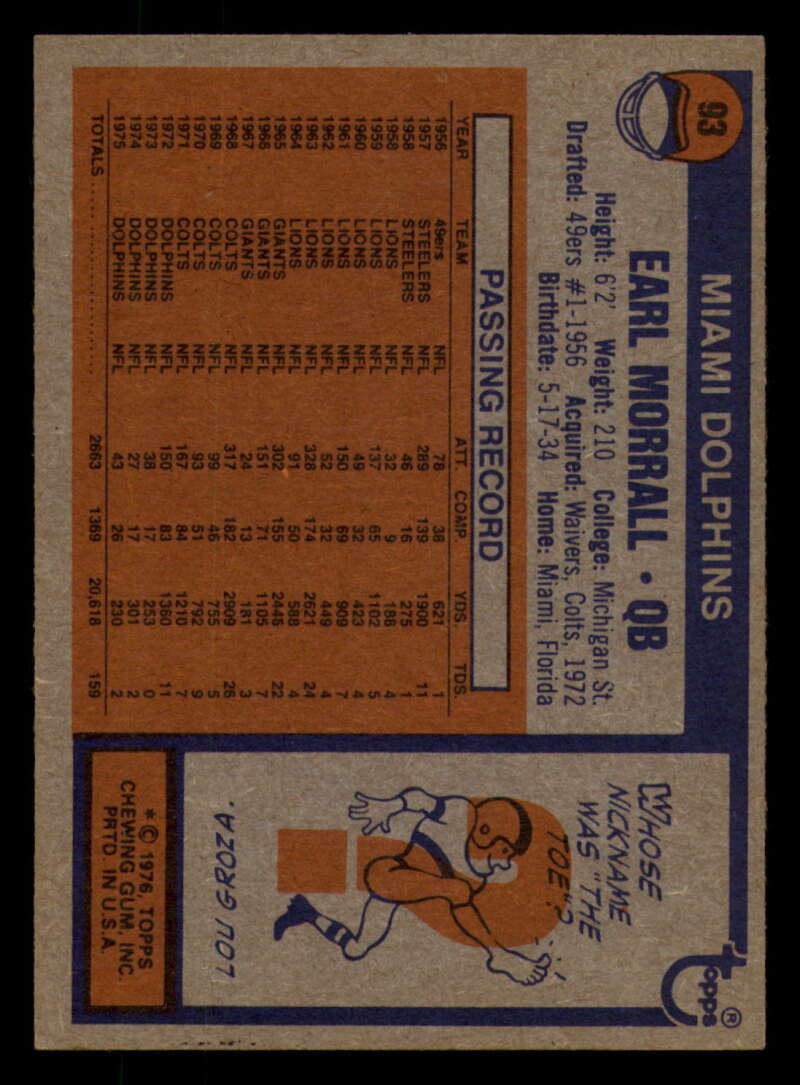 93
MIAMI DOLPHINS
EARL MORRALL • QB
Height: 6'2' Weight: 210 College: Michigan St.
Drafted: 49ers #1-1956 Acquired: Waivers, Colts, 1972
Birthdate: 5-17-34 Home: Miami, Florida
PASSING RECORD
YEAR TEAM ATT. COMP. YDS. TDS.
1956 49ers NFL 78 38 621 1
1957 STEELERS NFL 289 139 1900 11
1958 STEELERS NFL 46 16 275 1
1958 LIONS NFL 32 9 188 4
1959 LIONS NFL 137 65 1102 5
1960 LIONS NFL 49 32 423 4
1961 LIONS NFL 150 69 909 7
1962 LIONS NFL 52 32 449 4
1963 LIONS NFL 328 174 2621 24
1964 LIONS NFL 91 50 588 4
1965 GIANTS NFL 302 155 2446 22
1966 GIANTS NFL 151 71 1105 7
1967 GIANTS NFL 24 13 181 3
1968 COLTS NFL 317 182 2909 26
1969 COLTS NFL 99 46 755 5
1970 COLTS NFL 93 51 792 9
1971 COLTS NFL 167 84 1210 7
1972 DOLPHINS NFL 150 83 1360 11
1973 DOLPHINS NFL 38 17 253 0
1974 DOLPHINS NFL 27 17 301 2
1975 DOLPHINS NFL 43 26 230 2
TOTALS 2663 1369 20,618 159
topps®
WHOSE
NICKNAME
WAS "THE
TOE"?
LOU GROZA.
* © 1976, TOPPS
CHEWING GUM, INC.
PRTD. IN U.S.A.